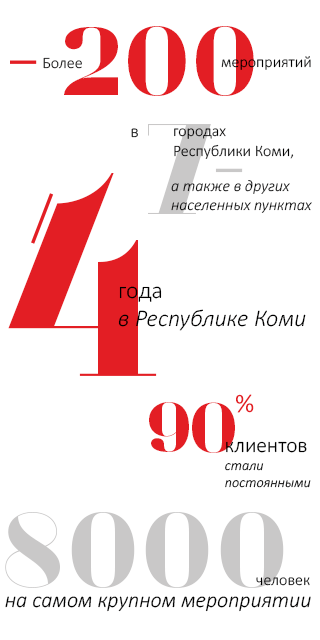 — Более 200 мероприятий
в 7 городах
Республики Коми,
а также в других
населенных пунктах
4 года
в Республике Коми
90%
клиентов
стали
постоянными
8000 человек
на самом крупном мероприятии